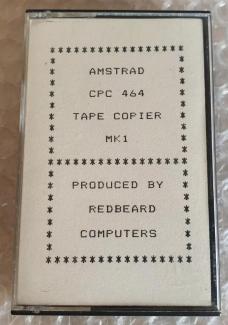 AMSTRAD
CPC 464
TAPE COPIER
MK1
PRODUCED BY
REDBEARD
COMPUTERS